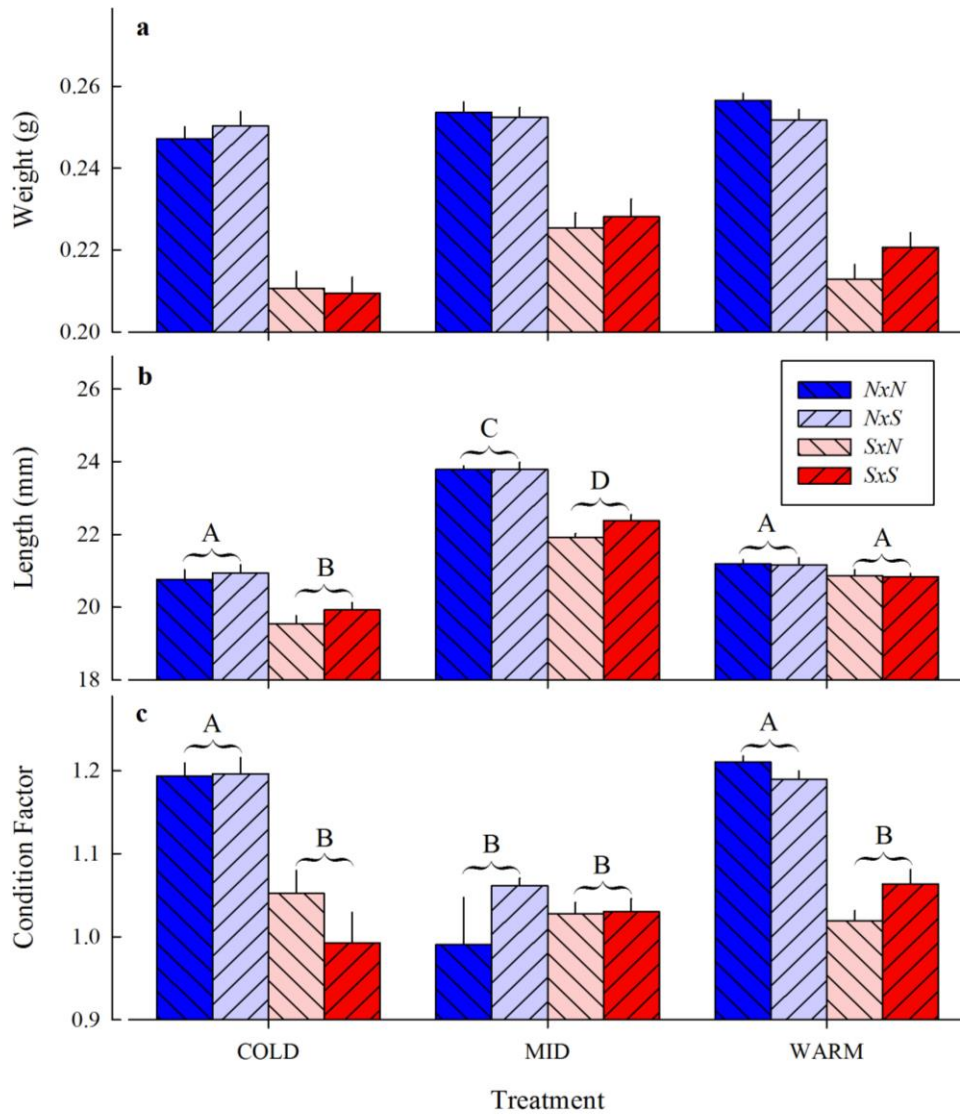 a
Weight (g)
0.26
0.24
0.22
0.20
b
Length (mm)
26
24
22
20
18
A
B
C
D
A
A
NxN
NxS
SxN
SxS
c
Condition Factor
1.2
1.1
1.0
0.9
A
B
B
B
A
B
COLD MID WARM
Treatment